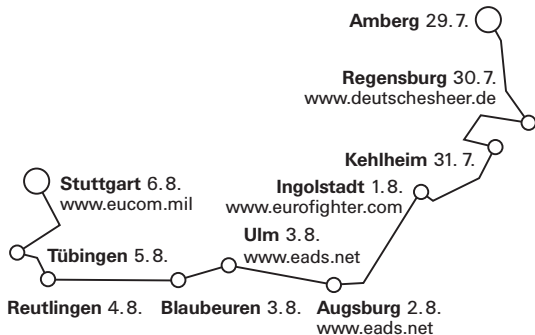 Amberg 29.7.
Regensburg 30.7.
www.deutschesheer.de
Kehlheim 31.7.
Ingolstadt 1.8.
www.eurofighter.com
Stuttgart 6.8.
www.eucom.mil
Ulm 3.8.
www.eads.net
Tübingen 5.8.
Reutlingen 4.8.
Blaubeuren 3.8.
Augsburg 2.8.
www.eads.net